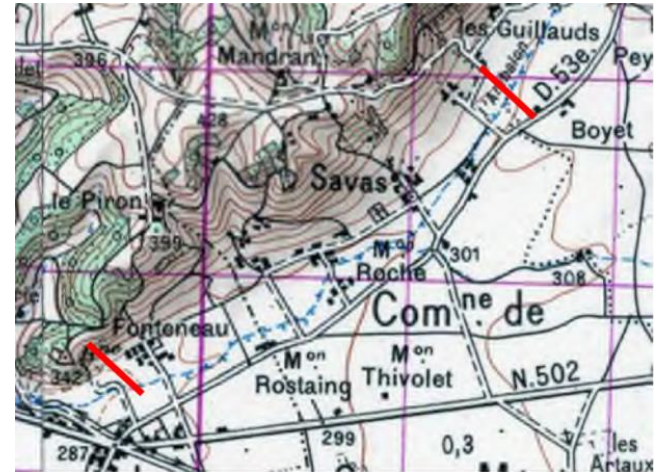 les Guillauds
Mon
Mandran
396
D.53e
Pey
428
Boyet
Savas
le Piron
399
Mon
Roche
301
308
Fonteneau
Comne de
342
Mon
Rostaing
Mon
Thivolet
N.502
287
299
0,3
les
Artaux